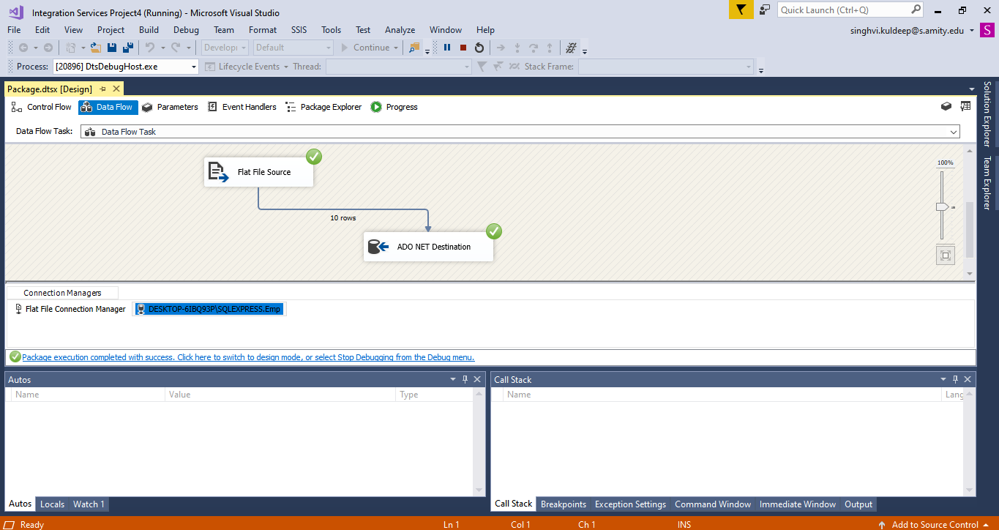 Integration Services Project4 (Running) - Microsoft Visual Studio
Quick Launch (Ctrl+Q)
File Edit View Project Build Debug Team Format SSIS Tools Test Analyze Window Help
singhvi.kuldeep@s.amity.edu S
Develop Default Continue
Process: [20896] DtsDebugHost.exe Lifecycle Events Thread: Stack Frame:
Package.dtsx [Design]
Control Flow Data Flow Parameters Event Handlers Package Explorer Progress
Data Flow Task: Data Flow Task
Solution Explorer
Team Explorer
100%
Flat File Source
10 rows
ADO NET Destination
Connection Managers
Flat File Connection Manager DESKTOP-6IBQ93P\SQLEXPRESS.Emp
Package execution completed with success. Click here to switch to design mode, or select Stop Debugging from the Debug menu.
Autos
Name Value Type
Autos Locals Watch 1
Call Stack
Name Lang
Call Stack Breakpoints Exception Settings Command Window Immediate Window Output
Ready Ln 1 Col 1 Ch 1 INS Add to Source Control